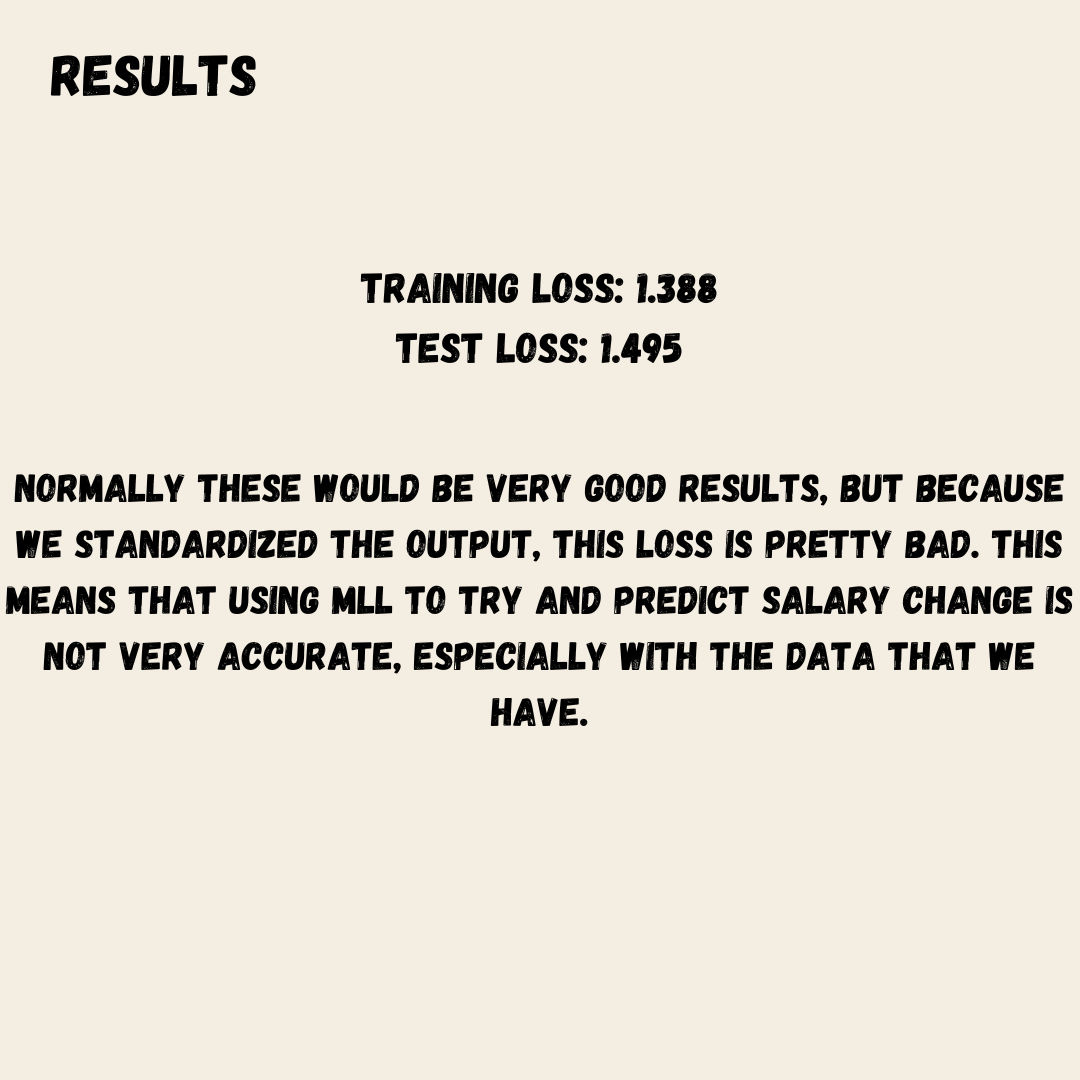 RESULTS
TRAINING LOSS: 1.388
TEST LOSS: 1.495
NORMALLY THESE WOULD BE VERY GOOD RESULTS, BUT BECAUSE
WE STANDARDIZED THE OUTPUT, THIS LOSS IS PRETTY BAD. THIS
MEANS THAT USING MLL TO TRY AND PREDICT SALARY CHANGE IS
NOT VERY ACCURATE, ESPECIALLY WITH THE DATA THAT WE
HAVE.